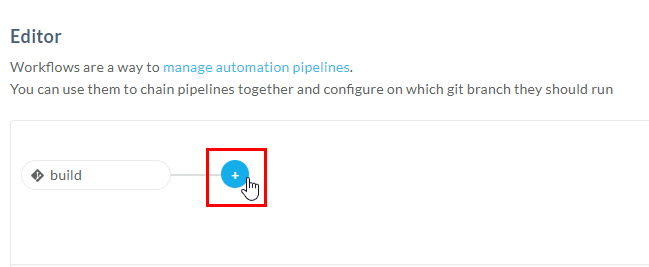 Editor
Workflows are a way to manage automation pipelines.
You can use them to chain pipelines together and configure on which git branch they should run
build +